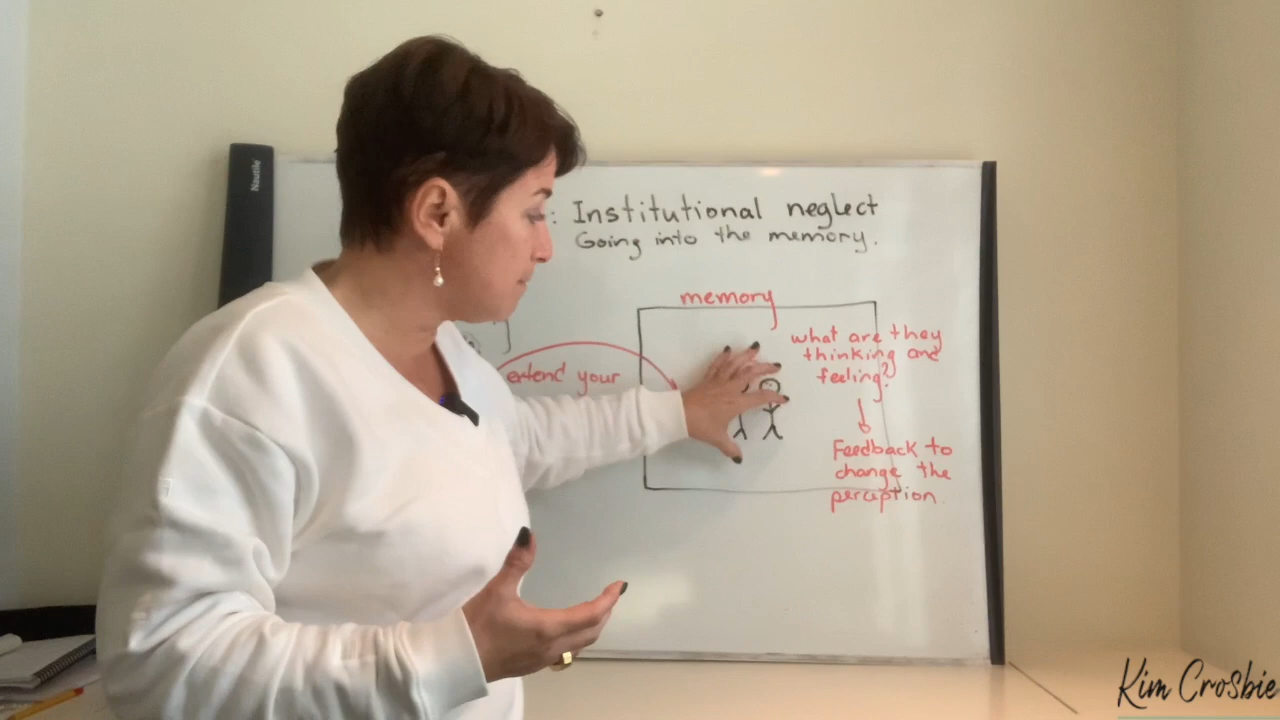 Nautile
: Institutional neglect
Going into the memory.
memory
what are they
thinking and
feeling?
extend your
Feedback to
change the
perception.
Kim Crosbie